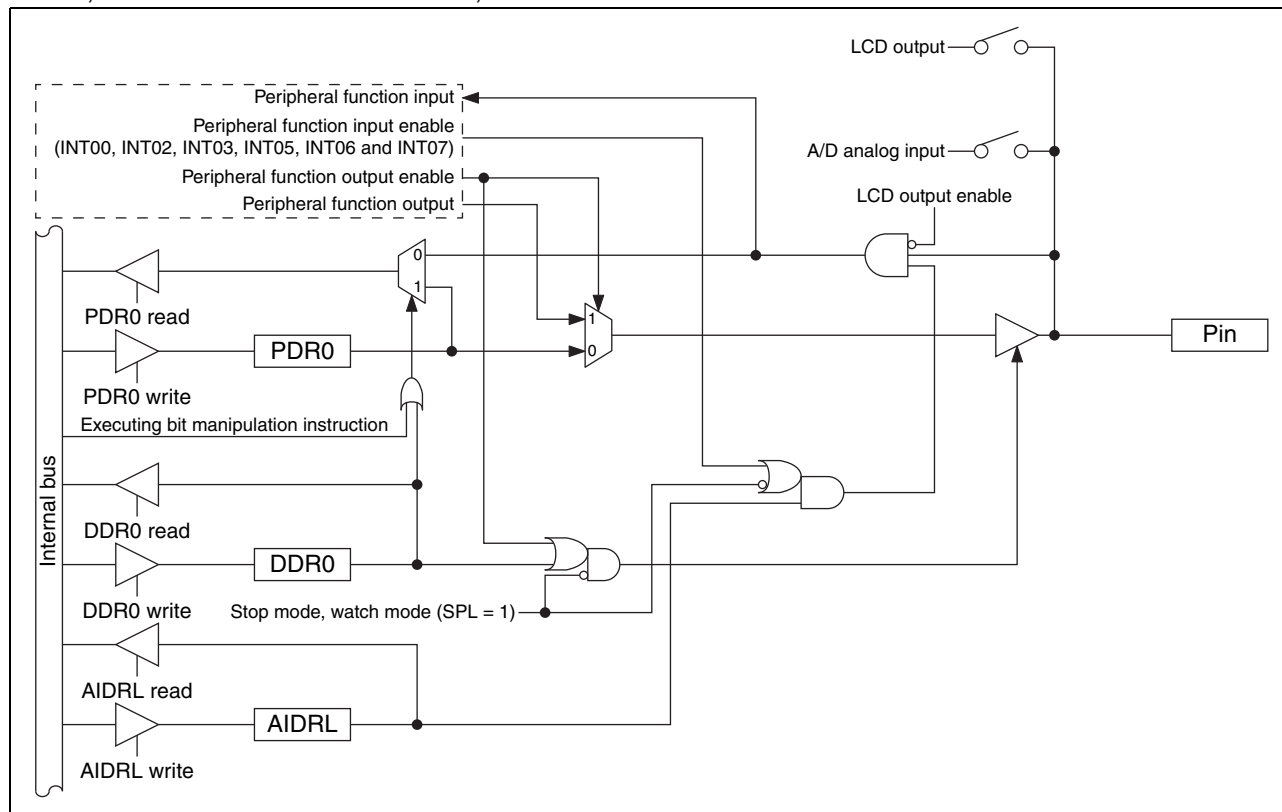 LCD output
Peripheral function input
Peripheral function input enable
(INT00, INT02, INT03, INT05, INT06 and INT07)
A/D analog input
Peripheral function output enable
Peripheral function output
LCD output enable
0
1
PDR0 read
1
0
Pin
PDR0
PDR0 write
Executing bit manipulation instruction
Internal bus
DDR0 read
DDR0
DDR0 write
Stop mode, watch mode (SPL = 1)
AIDRL read
AIDRL
AIDRL write